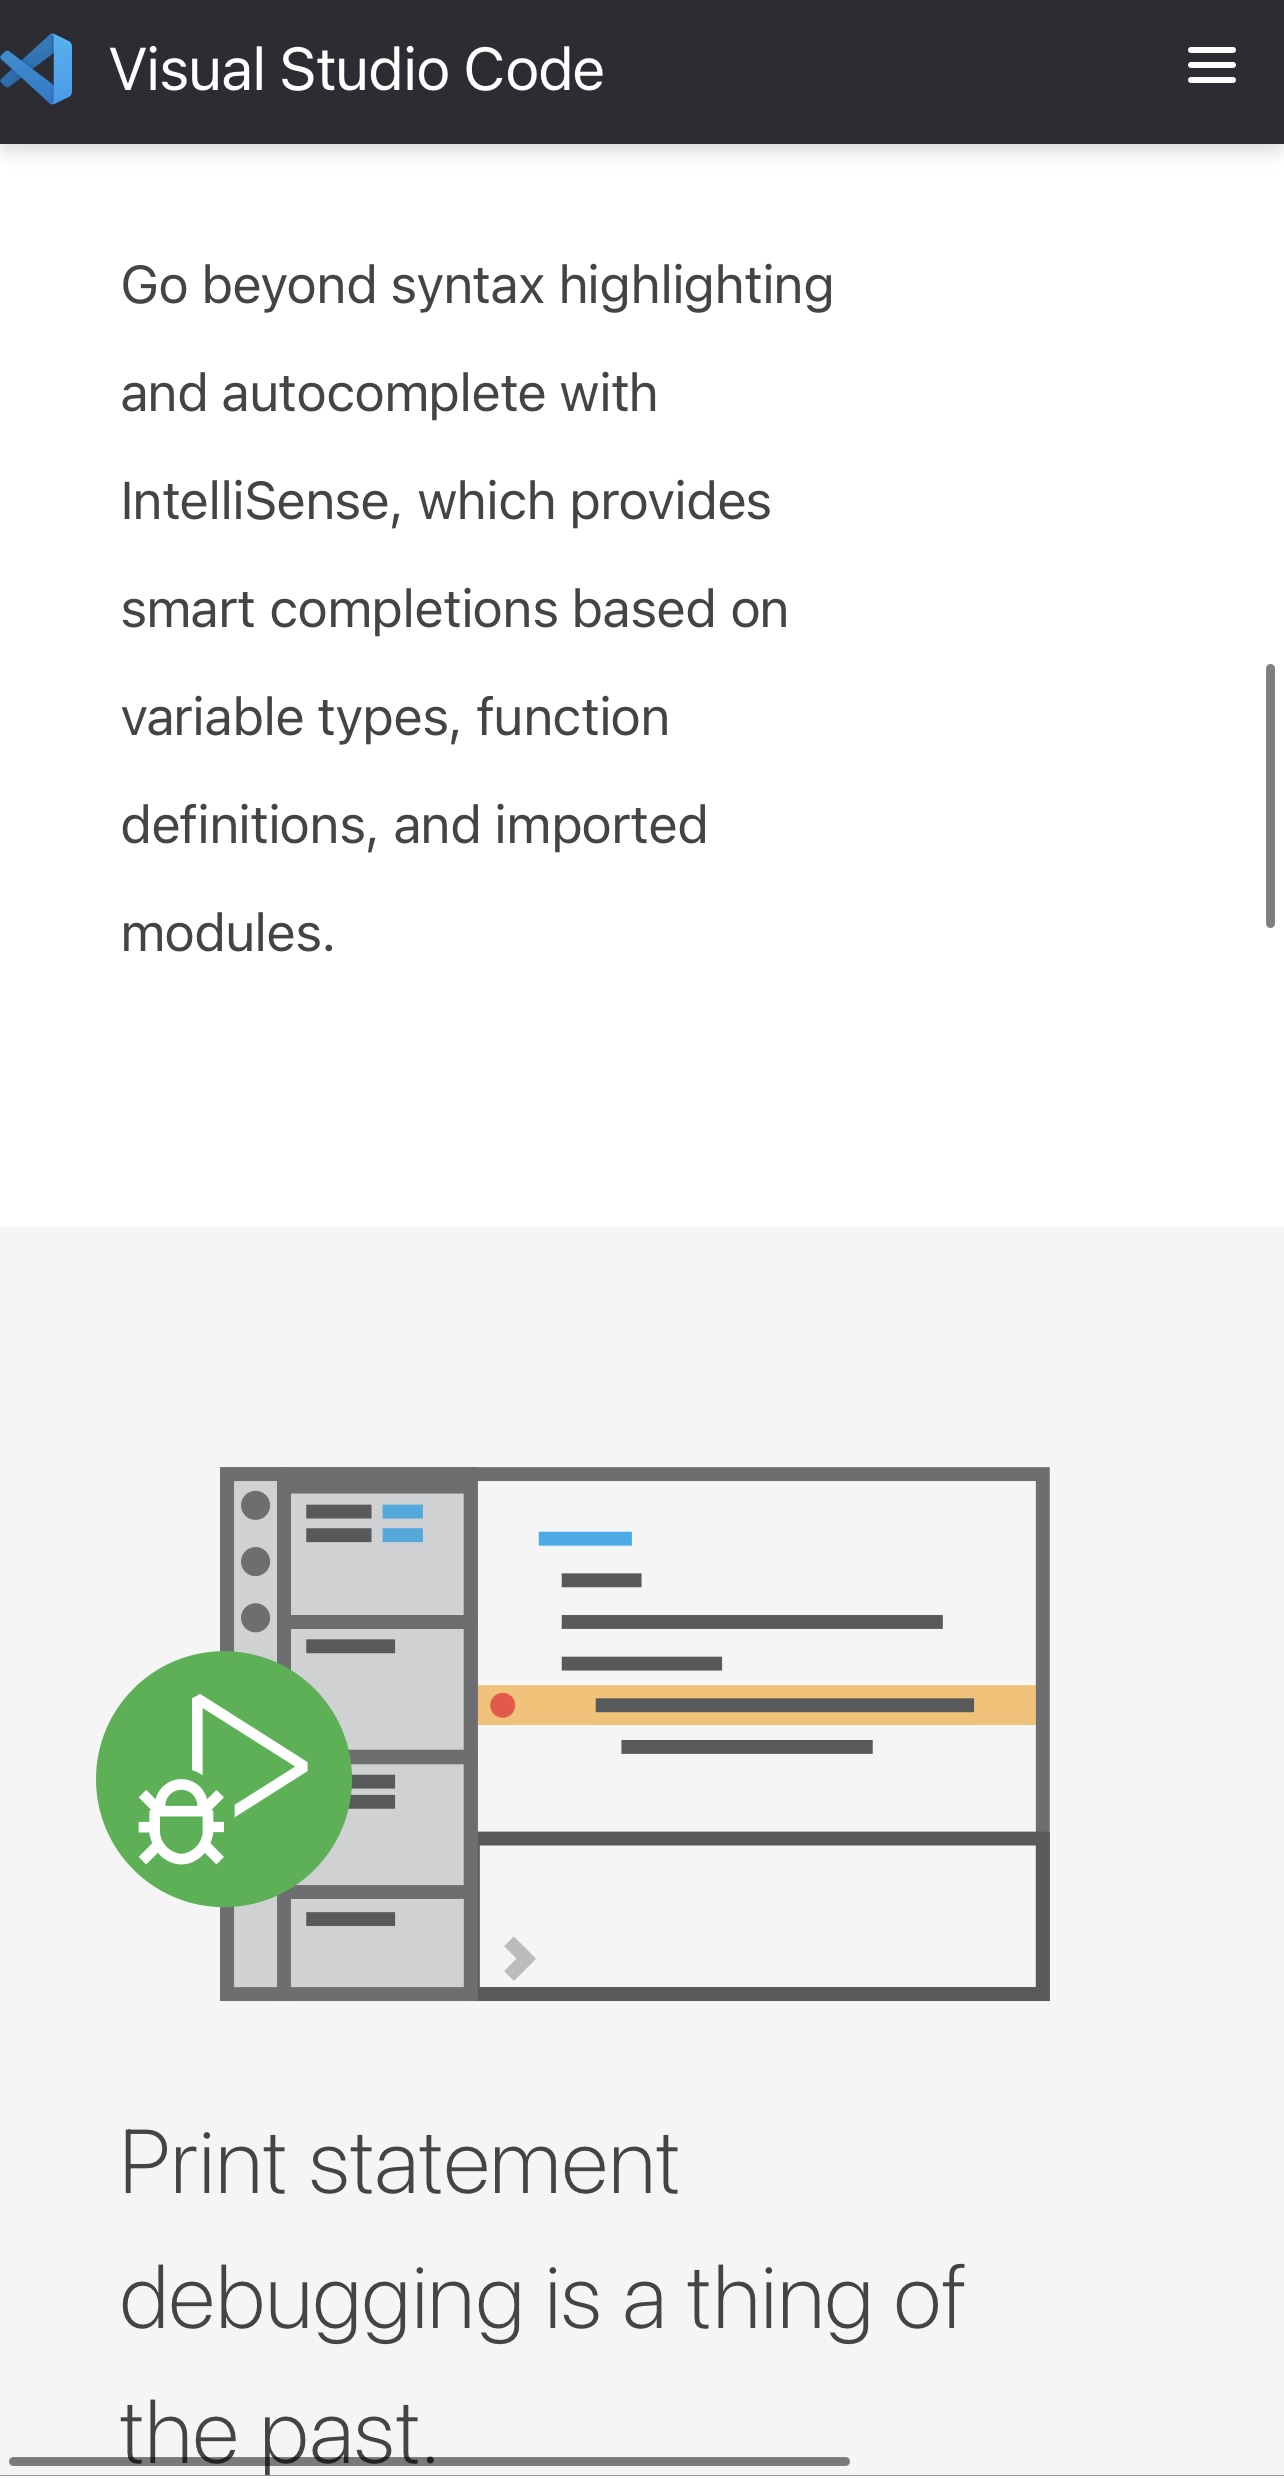 Visual Studio Code
Go beyond syntax highlighting
and autocomplete with
IntelliSense, which provides
smart completions based on
variable types, function
definitions, and imported
modules.
Print statement
debugging is a thing of
the past.